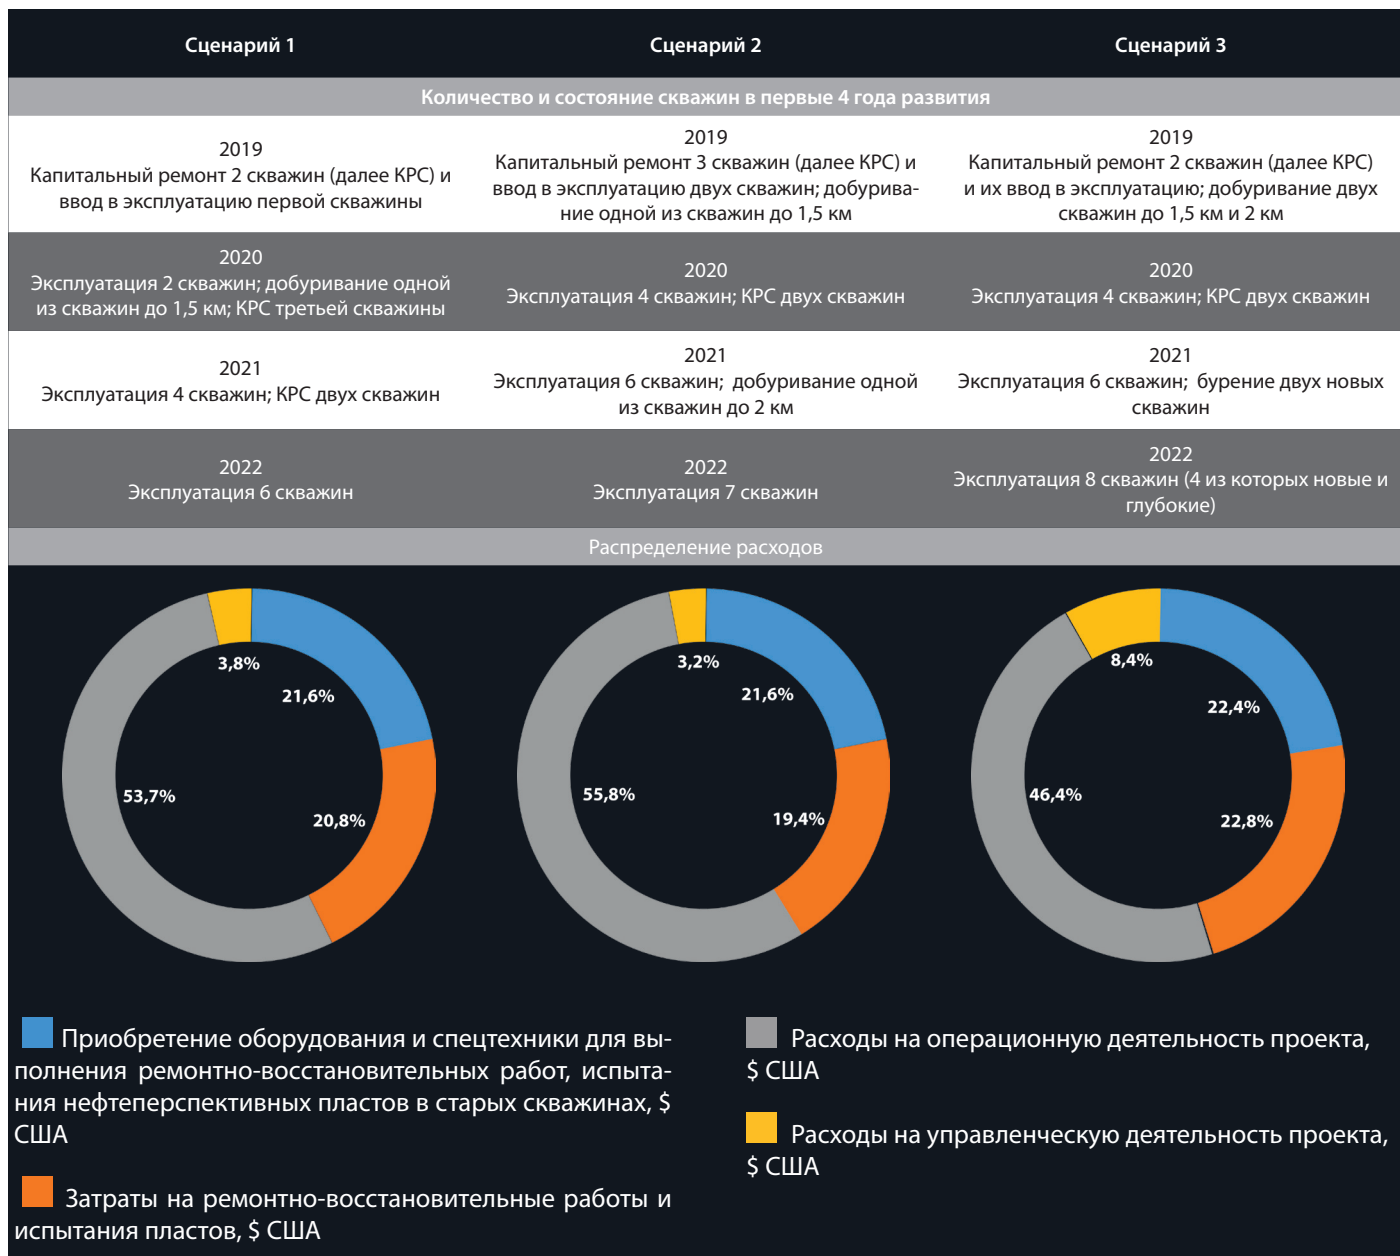 Сценарий 1
Сценарий 2
Сценарий 3
Количество и состояние скважин в первые 4 года развития
2019
Капитальный ремонт 2 скважин (далее КРС) и
ввод в эксплуатацию первой скважины
2019
Капитальный ремонт 3 скважин (далее КРС) и
ввод в эксплуатацию двух скважин; добурива-
ние одной из скважин до 1,5 км
2019
Капитальный ремонт 2 скважин (далее КРС)
и их ввод в эксплуатацию; добуривание двух
скважин до 1,5 км и 2 км
2020
Эксплуатация 2 скважин; добуривание одной
из скважин до 1,5 км; КРС третьей скважины
2020
Эксплуатация 4 скважин; КРС двух скважин
2020
Эксплуатация 4 скважин; КРС двух скважин
2021
Эксплуатация 4 скважин; КРС двух скважин
2021
Эксплуатация 6 скважин; добуривание одной
из скважин до 2 км
2021
Эксплуатация 6 скважин; бурение двух новых
скважин
2022
Эксплуатация 6 скважин
2022
Эксплуатация 7 скважин
2022
Эксплуатация 8 скважин (4 из которых новые и
глубокие)
Распределение расходов
3,8%
21,6%
53,7%
20,8%
3,2%
21,6%
55,8%
19,4%
8,4%
22,4%
46,4%
22,8%
Приобретение оборудования и спецтехники для вы-
полнения ремонтно-восстановительных работ, испыта-
ния нефтеперспективных пластов в старых скважинах, $
США
Затраты на ремонтно-восстановительные работы и
испытания пластов, $ США
Расходы на операционную деятельность проекта,
$ США
Расходы на управленческую деятельность проекта,
$ США